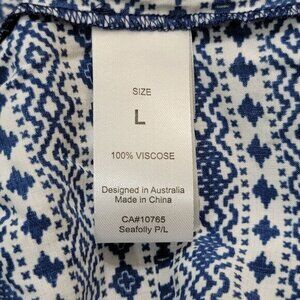 SIZE
L
100% VISCOSE
Designed in Australia
Made in China
CA#10765
Seafolly P/L